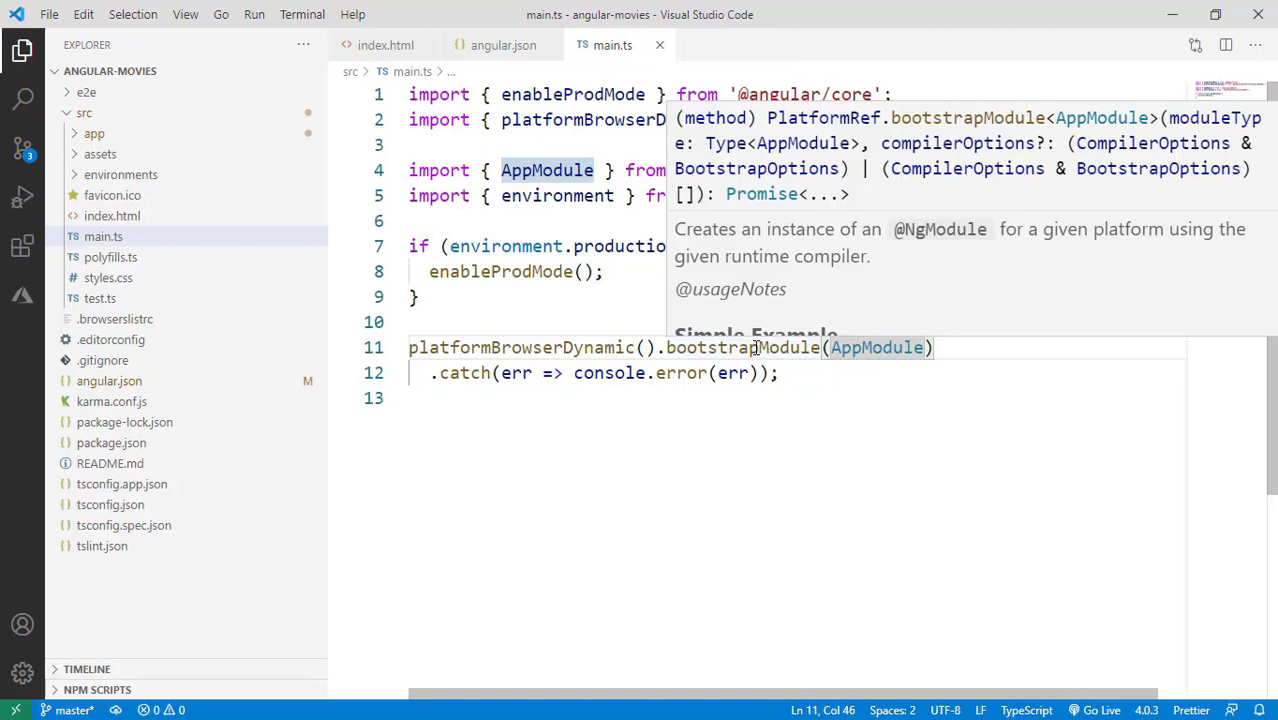 File Edit Selection View Go Run Terminal Help
main.ts - angular-movies - Visual Studio Code
EXPLORER
ANGULAR-MOVIES
e2e
src
app
assets
environments
favicon.ico
index.html
main.ts
polyfills.ts
styles.css
test.ts
.browserslistrc
.editorconfig
.gitignore
angular.json M
karma.conf.js
package-lock.json
package.json
README.md
tsconfig.app.json
tsconfig.json
tsconfig.spec.json
tslint.json
TIMELINE
NPM SCRIPTS
3
index.html
angular.json
TS main.ts
src > TS main.ts > ...
1 import { enableProdMode } from '@angular/core';
2 import { platformBrowserD
3
4 import { AppModule } from
5 import { environment } fr
6
7 if (environment.productio
8 enableProdMode();
9 }
10
11 platformBrowserDynamic().bootstrapModule(AppModule)
12 .catch(err => console.error(err));
13
(method) PlatformRef.bootstrapModule<AppModule>(moduleTyp
e: Type<AppModule>, compilerOptions?: (CompilerOptions &
BootstrapOptions) | (CompilerOptions & BootstrapOptions)
[]): Promise<...>
Creates an instance of an @NgModule for a given platform using the
given runtime compiler.
@usageNotes
Simple Example
master* 0 0 Ln 11, Col 46 Spaces: 2 UTF-8 LF TypeScript Go Live 4.0.3 Prettier